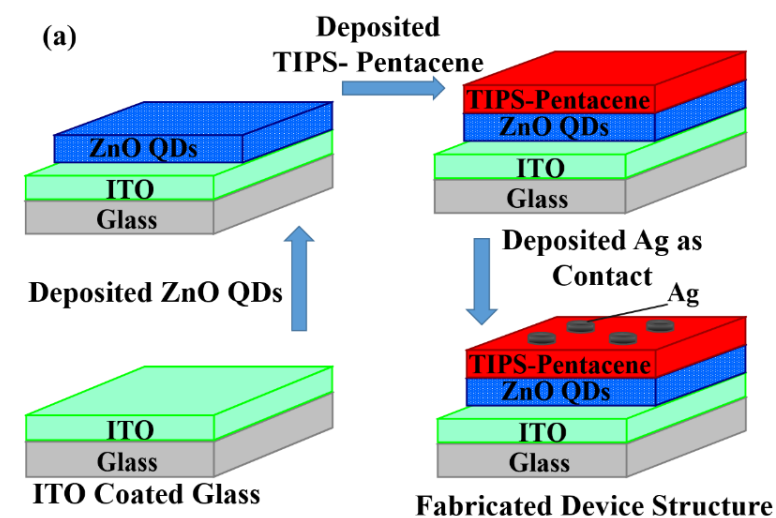 (a)
Deposited
TIPS- Pentacene
ZnO QDs
ITO
Glass
TIPS-Pentacene
ZnO QDs
ITO
Glass
Deposited ZnO QDs
Deposited Ag as
Contact
Ag
ITO
Glass
ITO Coated Glass
TIPS-Pentacene
ZnO QDs
ITO
Glass
Fabricated Device Structure